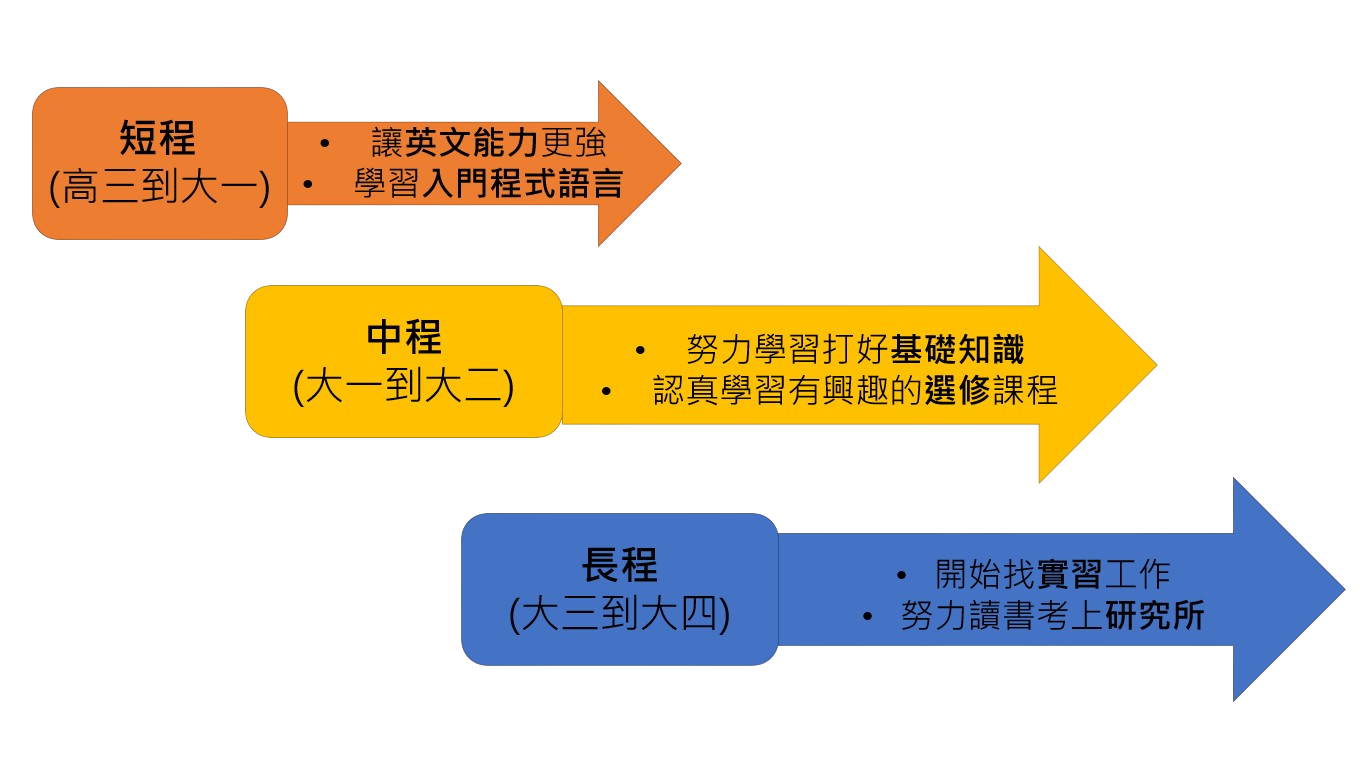 短程
(高三到大一)
• 讓英文能力更強
• 學習入門程式語言
中程
(大一到大二)
• 努力學習打好基礎知識
• 認真學習有興趣的選修課程
長程
(大三到大四)
• 開始找實習工作
• 努力讀書考上研究所